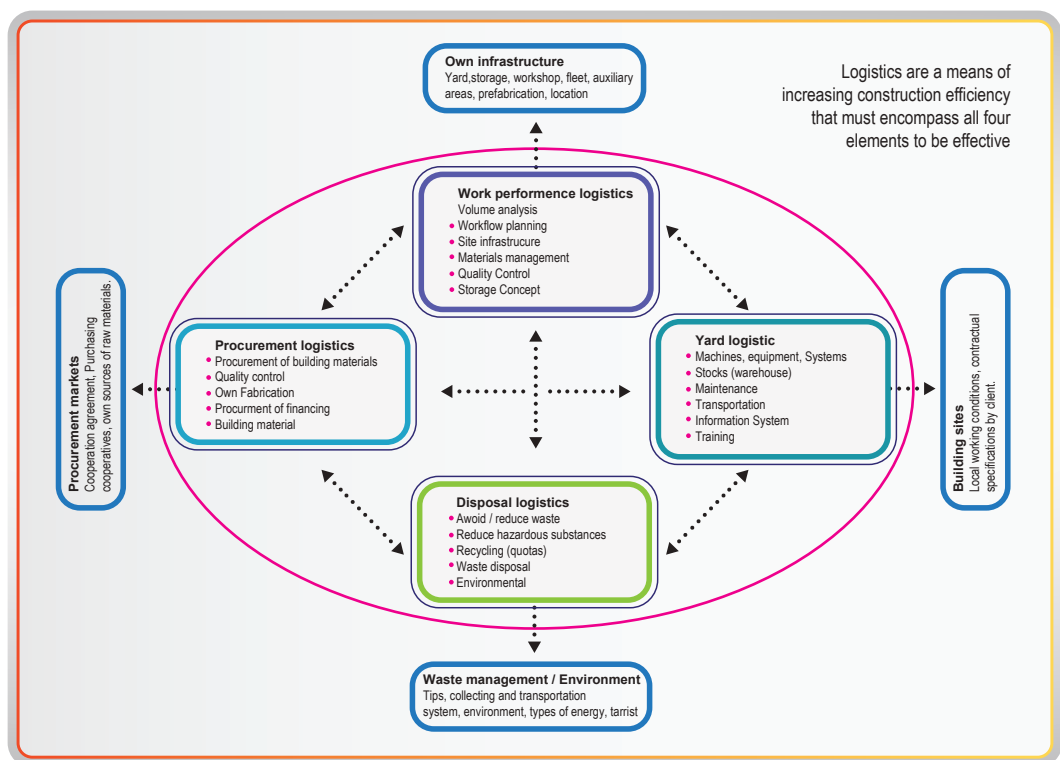 Own infrastructure
Yard,storage, workshop, fleet, auxiliary
areas, prefabrication, location
Logistics are a means of
increasing construction efficiency
that must encompass all four
elements to be effective
Work performence logistics
Volume analysis
Workflow planning
Site infrastrucure
Materials management
Quality Control
Storage Concept
Procurement markets
Cooperation agreement, Purchasing
cooperatives, own sources of raw materials.
Procurement logistics
Procurement of building materials
Quality control
Own Fabrication
Procurment of financing
Building material
Yard logistic
Machines, equipment, Systems
Stocks (warehouse)
Maintenance
Transportation
Information System
Training
Building sites
Local working conditions, contractual
specifications by client.
Disposal logistics
Awoid / reduce waste
Reduce hazardous substances
Recycling (quotas)
Waste disposal
Environmental
Waste management / Environment
Tips, collecting and transportation
system, environment, types of energy, tarrist